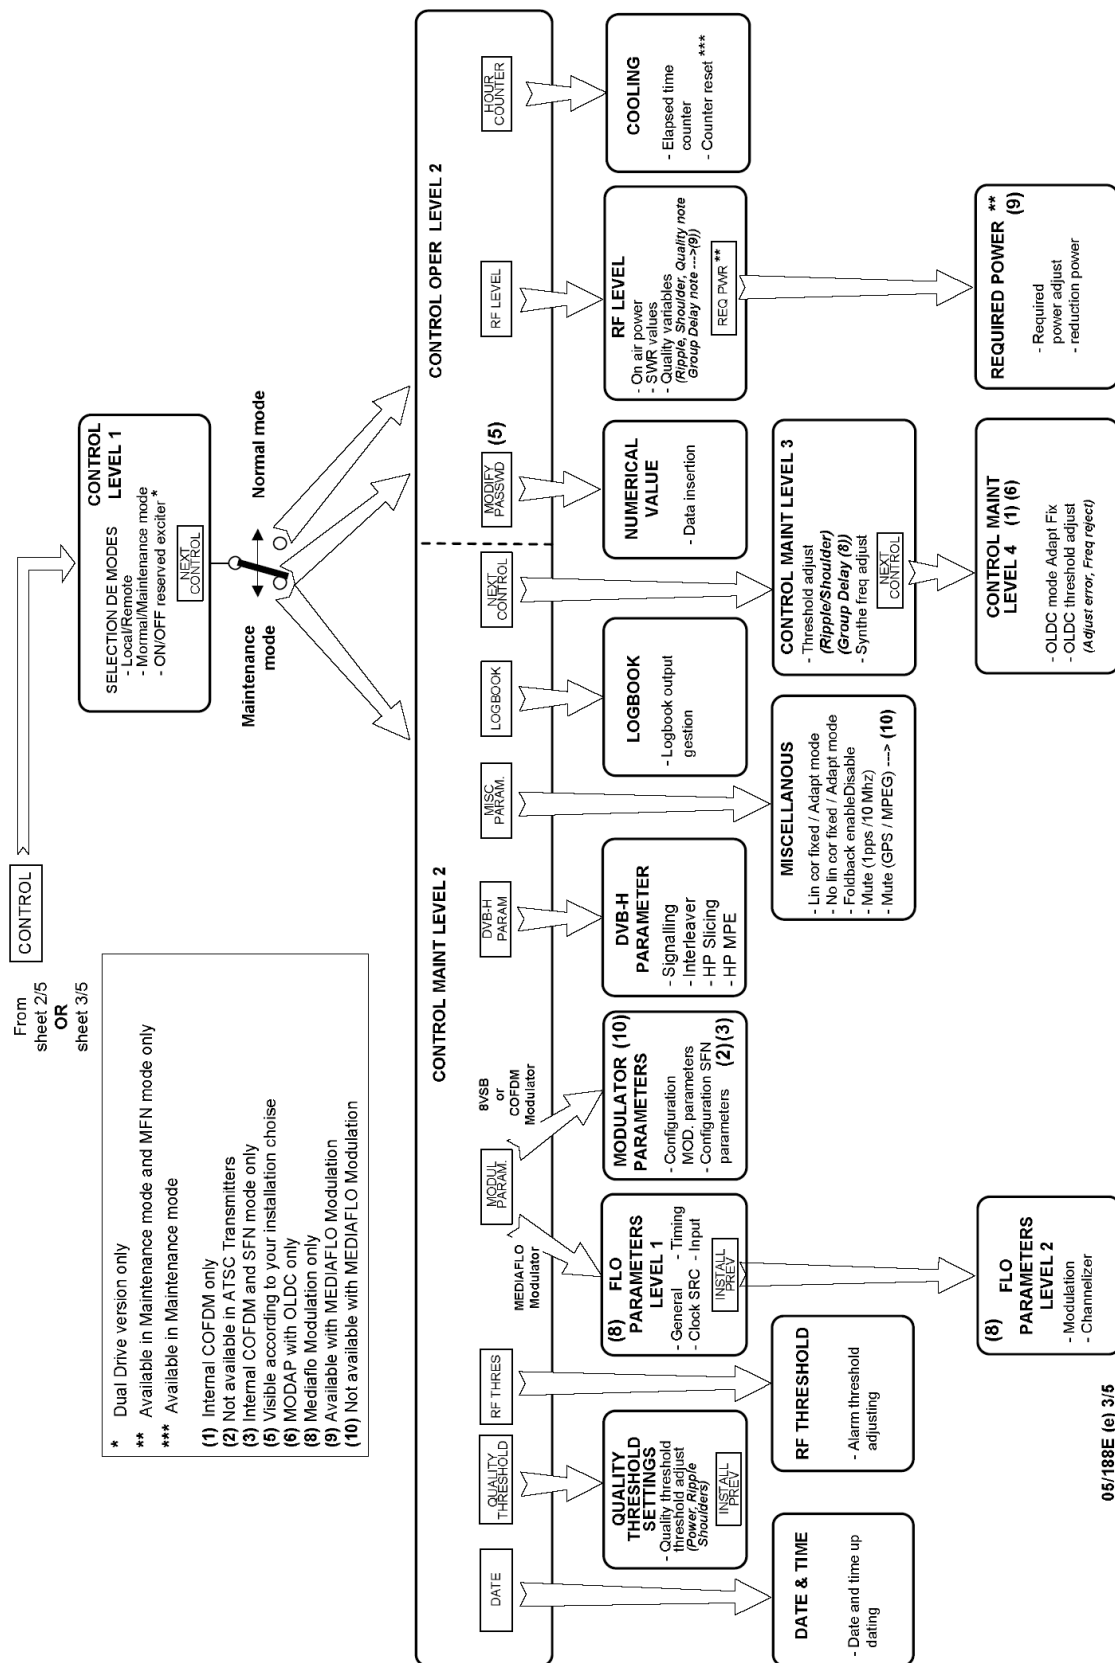 From
sheet 2/5
OR
sheet 3/5
CONTROL
* Dual Drive version only
** Available in Maintenance mode and MFN mode only
*** Available in Maintenance mode
(1) Internal COFDM only
(2) Not available in ATSC Transmitters
(3) Internal COFDM and SFN mode only
(5) Visible according to your installation choise
(6) MODAP with OLDC only
(8) Mediaflo Modulation only
(9) Available with MEDIAFLO Modulation
(10) Not available with MEDIAFLO Modulation
CONTROL
LEVEL 1
SELECTION DE MODES
- Local/Remote
- Mormal/Maintenance mode
- ON/OFF reserved exciter *
NEXT
CONTROL
Maintenance
mode
Normal mode
CONTROL MAINT LEVEL 2
CONTROL OPER LEVEL 2
DATE
QUALITY
THRESHOLD
RF THRES
MODUL
PARAM.
MEDIAFLO
Modulator
8VSB
or
COFDM
Modulator
DVB-H
PARAM
MISC
PARAM.
LOGBOOK
NEXT
CONTROL
MODIFY
PASSWD
(5)
RF LEVEL
HOUR
COUNTER
QUALITY
THRESHOLD
SETTINGS
- Quality threshold
threshold adjust
(Power, Ripple
Shoulders)
INSTALL
PREV
(8) FLO
PARAMETERS
LEVEL 1
- General - Timing
- Clock SRC - Input
INSTALL
PREV
MODULATOR (10)
PARAMETERS
- Configuration
MOD. parameters
- Configuration SFN
parameters (2)(3)
DVB-H
PARAMETER
- Signalling
- Interleaver
- HP Slicing
- HP MPE
LOGBOOK
- Logbook output
gestion
NUMERICAL
VALUE
- Data insertion
RF LEVEL
- On air power
- SWR values
- Quality variables
(Ripple, Shoulder, Quality note
Group Delay note --->(9))
REQ PWR **
COOLING
- Elapsed time
counter
- Counter reset ***
DATE & TIME
- Date and time up
dating
RF THRESHOLD
- Alarm threshold
adjusting
MISCELLANOUS
- Lin cor fixed / Adapt mode
- No lin cor fixed / Adapt mode
- Foldback enableDisable
- Mute (1pps /10 Mhz)
- Mute (GPS / MPEG) ---> (10)
CONTROL MAINT LEVEL 3
- Threshold adjust
(Ripple/Shoulder)
(Group Delay (8))
- Synthe freq adjust
NEXT
CONTROL
(8) FLO
PARAMETERS
LEVEL 2
- Modulation
- Channelizer
CONTROL MAINT
LEVEL 4 (1) (6)
- OLDC mode Adapt Fix
- OLDC threshold adjust
(Adjust error, Freq reject)
REQUIRED POWER **
(9)
- Required
power adjust
- reduction power
05/188E (e) 3/5